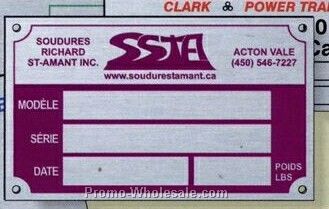 CLARK & POWER TRA
SOUDURES
RICHARD
ST-AMANT INC.
SSTA
ACTON VALE
(450) 546-7227
www.soudurestamant.ca
MODÈLE
SÉRIE
DATE
POIDS
LBS
Promo-Wholesale.com